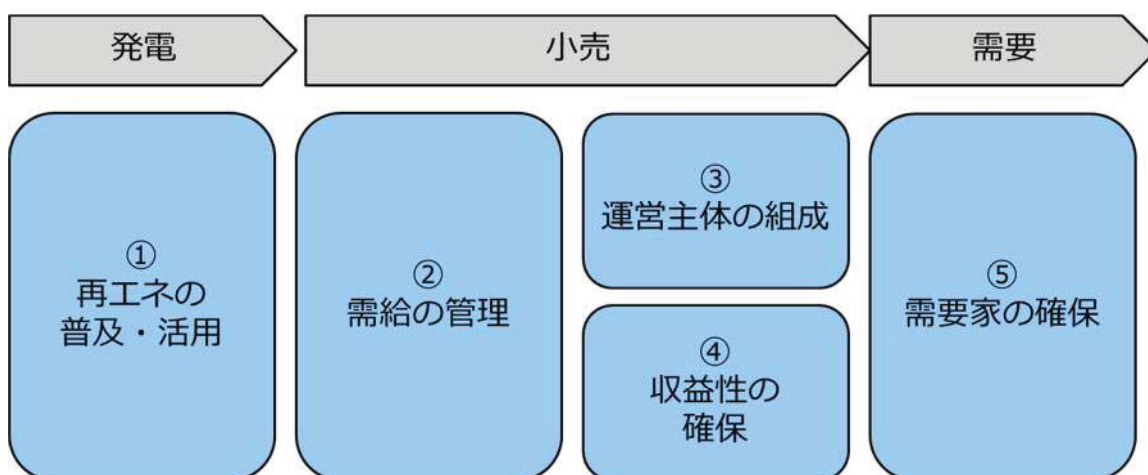 発電
小売
需要
①
再エネの
普及・活用
②
需給の管理
③
運営主体の組成
④
収益性の
確保
⑤
需要家の確保